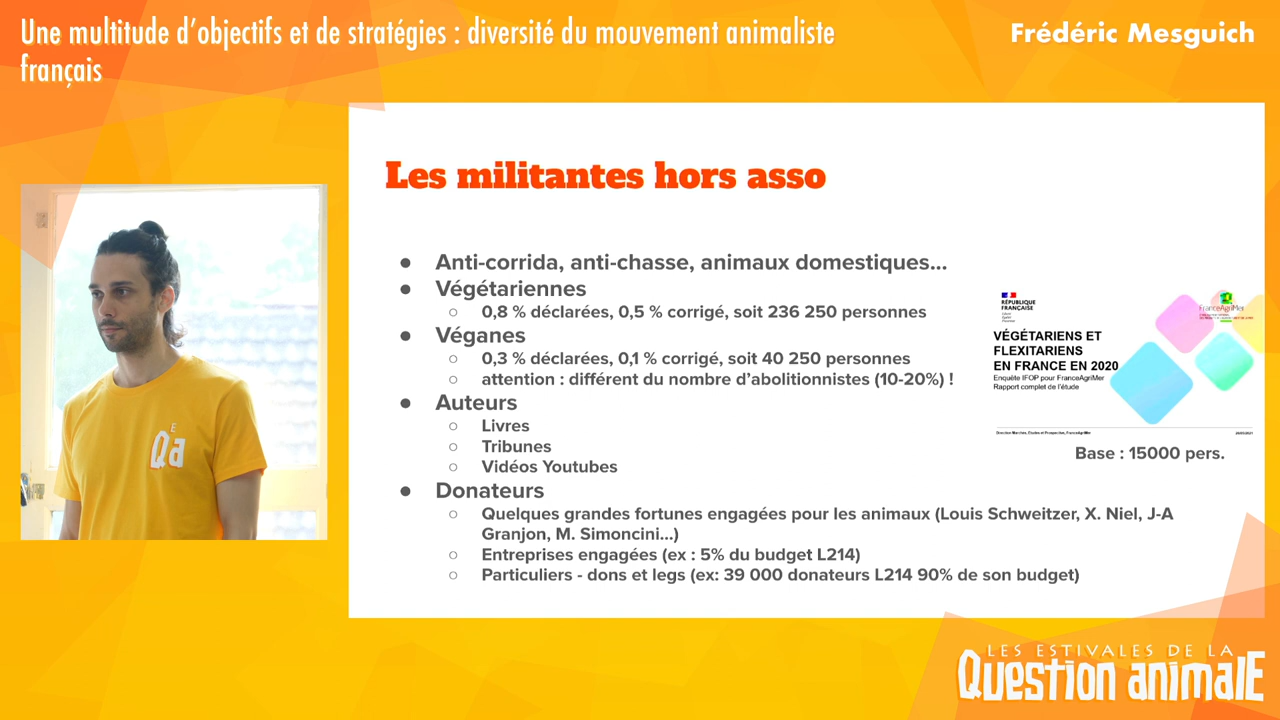 Une multitude d'objectifs et de stratégies : diversité du mouvement animaliste
français
Frédéric Mesguich
Les militantes hors asso
● Anti-corrida, anti-chasse, animaux domestiques...
● Végétariennes
○ 0,8 % déclarées, 0,5 % corrigé, soit 236 250 personnes
● Véganes
○ 0,3 % déclarées, 0,1 % corrigé, soit 40 250 personnes
○ attention : différent du nombre d'abolitionnistes (10-20%) !
● Auteurs
○ Livres
○ Tribunes
○ Vidéos Youtubes
● Donateurs
○ Quelques grandes fortunes engagées pour les animaux (Louis Schweitzer, X. Niel, J-A
Granjon, M. Simoncini...)
○ Entreprises engagées (ex : 5% du budget L214)
○ Particuliers - dons et legs (ex: 39 000 donateurs L214 90% de son budget)
RÉPUBLIQUE
FRANÇAISE
FranceAgriMer
VÉGÉTARIENS ET
FLEXITARIENS
EN FRANCE EN 2020
Enquête IFOP pour FranceAgriMer
Rapport complet de l'étude
Base : 15000 pers.
QÉa
LES ESTIVALES DE LA
QUEStion animalE